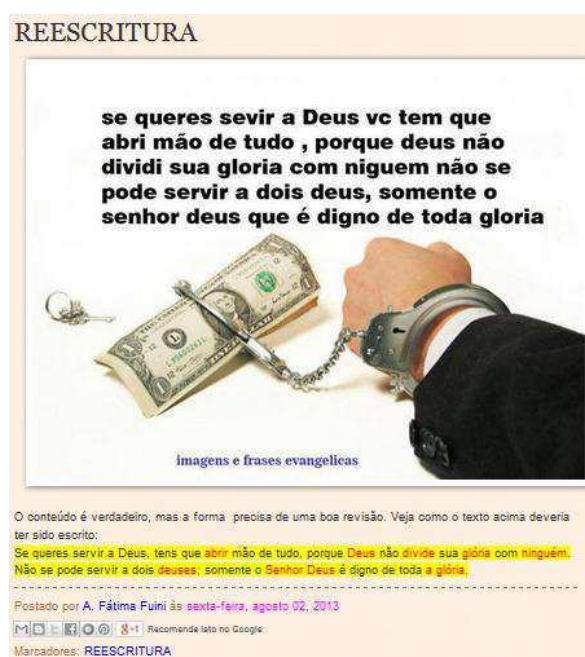 REESCRITURA
se queres sevir a Deus vc tem que
abri mão de tudo , porque deus não
dividi sua gloria com niguem não se
pode servir a dois deus, somente o
senhor deus que é digno de toda gloria
imagens e frases evangelicas
O conteúdo é verdadeiro, mas a forma precisa de uma boa revisão. Veja como o texto acima deveria
ter sido escrito:
Se queres servir a Deus, tens que abrir mão de tudo, porque Deus não divide sua glória com ninguém.
Não se pode servir a dois deuses; somente o Senhor Deus é digno de toda a glória.
Postado por A. Fátima Fuini às sexta-feira, agosto 02, 2013
Recomende isto no Google
Marcadores: REESCRITURA